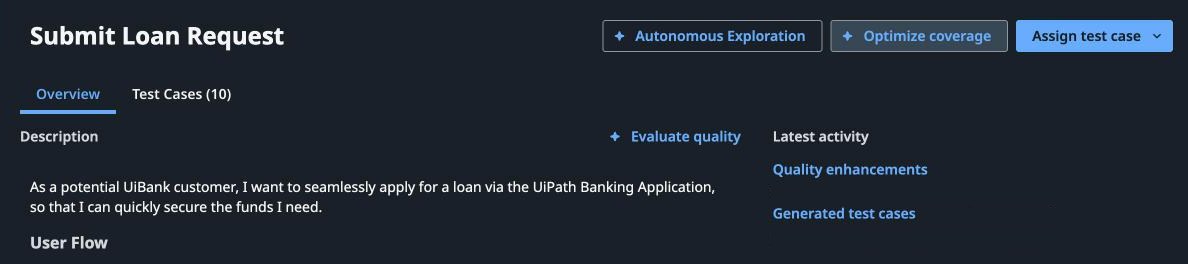 Submit Loan Request
Autonomous Exploration
Optimize coverage
Assign test case
Overview
Test Cases (10)
Description
Evaluate quality
Latest activity
Quality enhancements
As a potential UiBank customer, I want to seamlessly apply for a loan via the UiPath Banking Application,
so that I can quickly secure the funds I need.
Generated test cases
User Flow